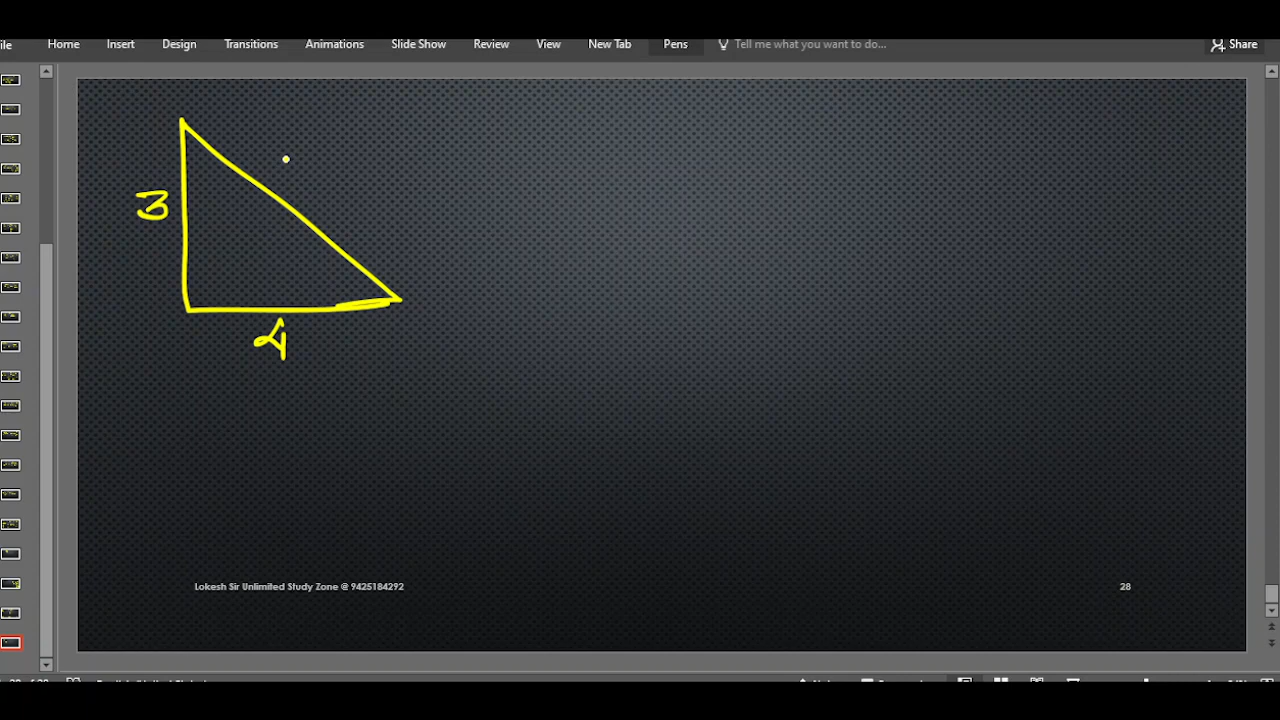 ile Home Insert Design Transitions Animations Slide Show Review View New Tab Pens Tell me what you want to do... Share
3
4
Lokesh Sir Unlimited Study Zone @ 9425184292 28